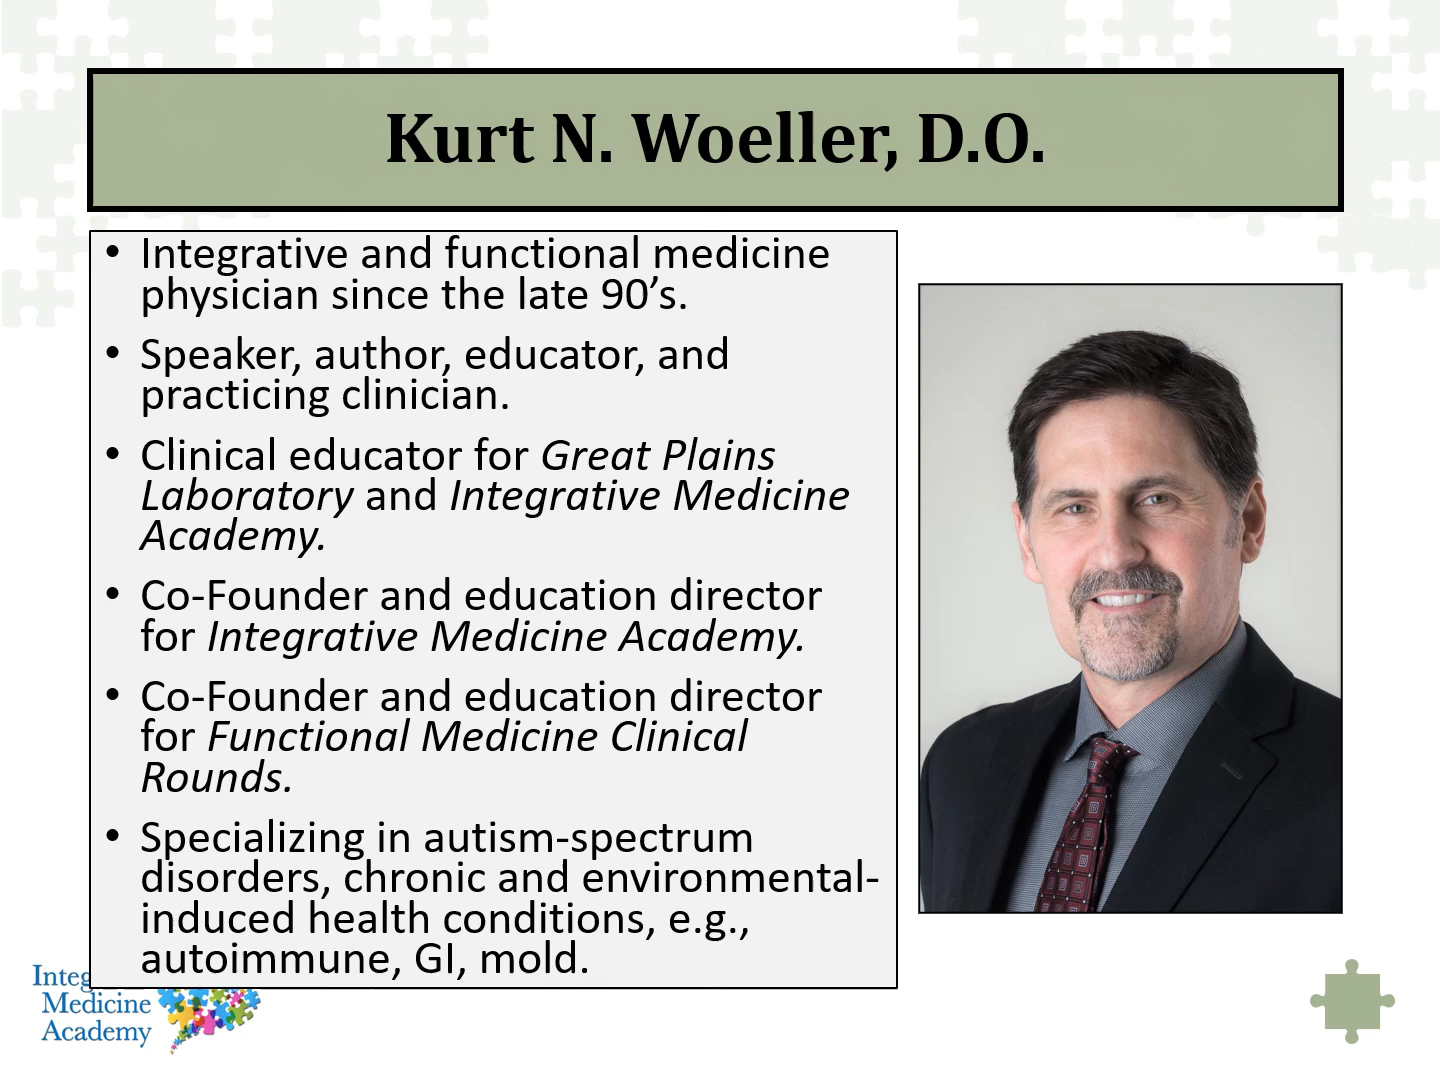 Kurt N. Woeller, D.O.
• Integrative and functional medicine
physician since the late 90’s.
• Speaker, author, educator, and
practicing clinician.
• Clinical educator for Great Plains
Laboratory and Integrative Medicine
Academy.
• Co-Founder and education director
for Integrative Medicine Academy.
• Co-Founder and education director
for Functional Medicine Clinical
Rounds.
• Specializing in autism-spectrum
disorders, chronic and environmental-
induced health conditions, e.g.,
autoimmune, GI, mold.
Integ
Medicine
Academy